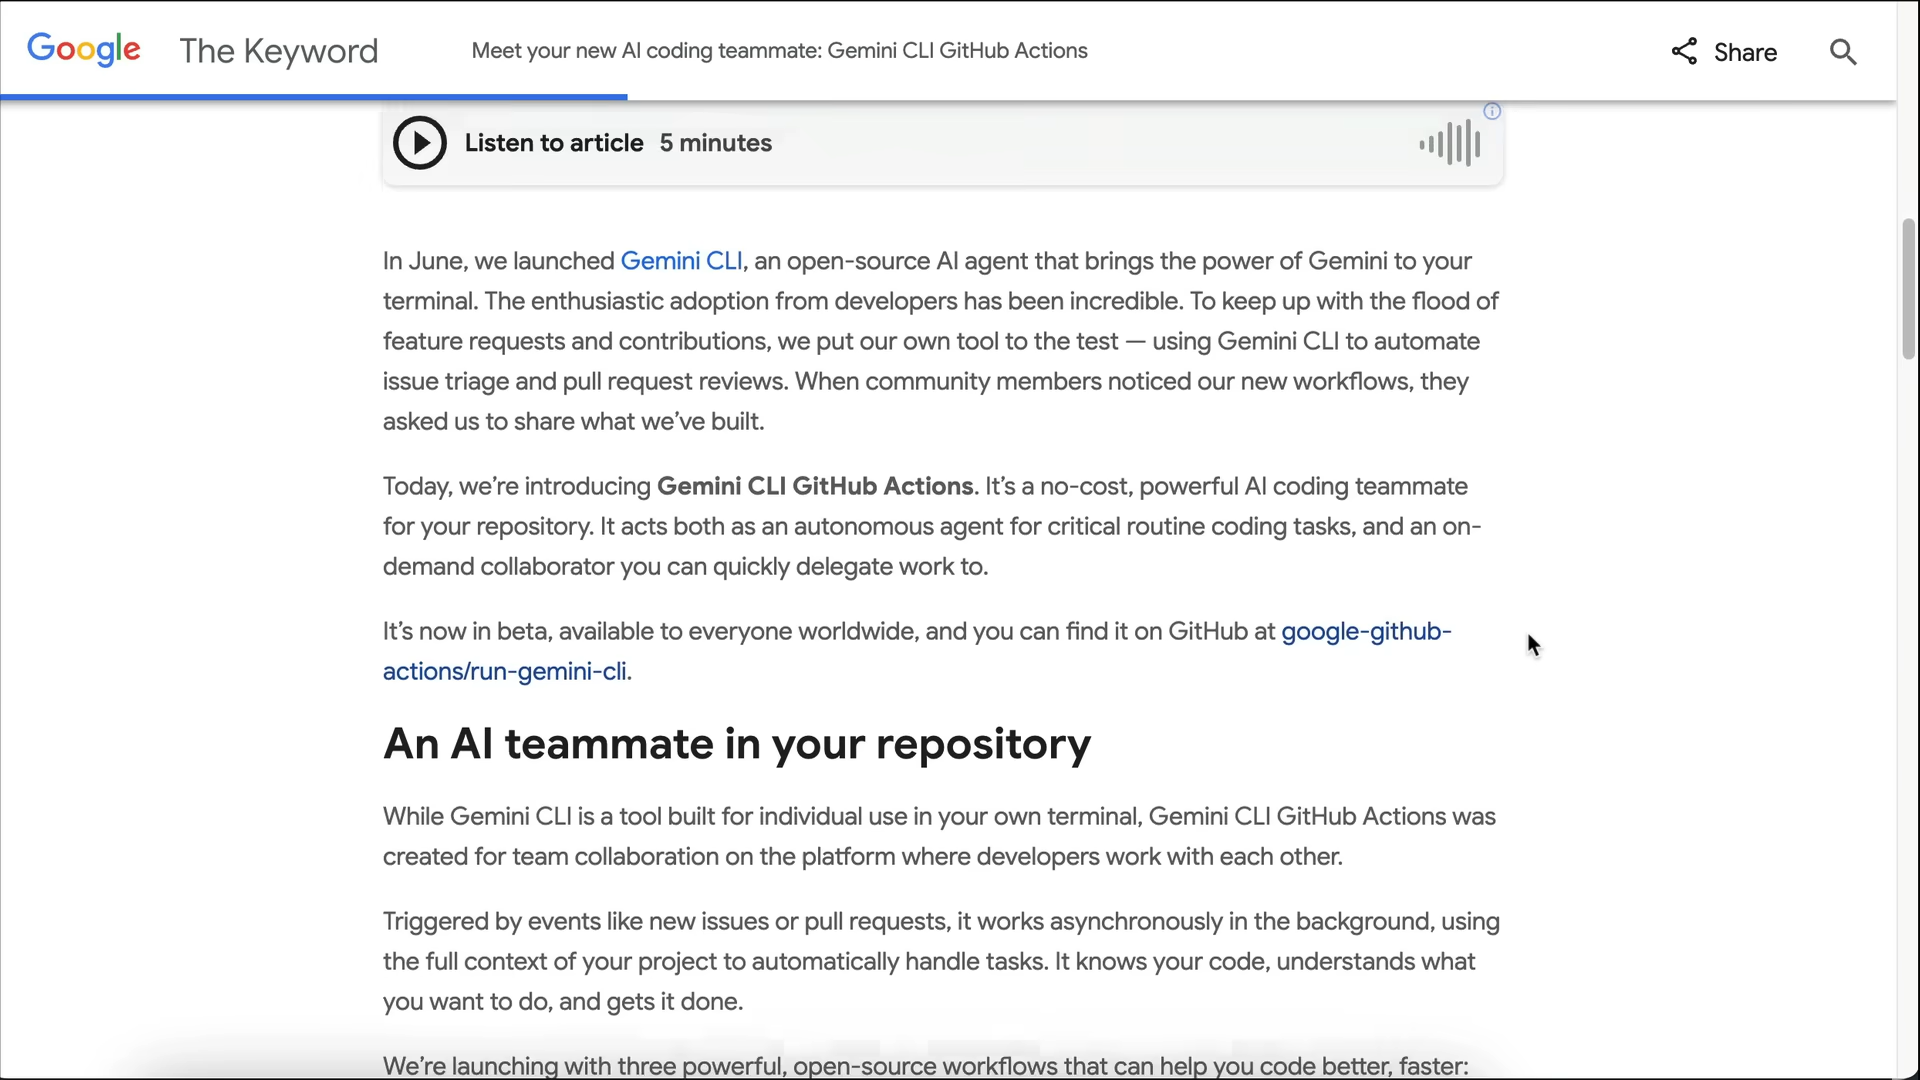 Google The Keyword Meet your new AI coding teammate: Gemini CLI GitHub Actions Share
Listen to article 5 minutes
In June, we launched Gemini CLI, an open-source AI agent that brings the power of Gemini to your
terminal. The enthusiastic adoption from developers has been incredible. To keep up with the flood of
feature requests and contributions, we put our own tool to the test — using Gemini CLI to automate
issue triage and pull request reviews. When community members noticed our new workflows, they
asked us to share what we’ve built.
Today, we’re introducing Gemini CLI GitHub Actions. It’s a no-cost, powerful AI coding teammate
for your repository. It acts both as an autonomous agent for critical routine coding tasks, and an on-
demand collaborator you can quickly delegate work to.
It’s now in beta, available to everyone worldwide, and you can find it on GitHub at google-github-
actions/run-gemini-cli.
An AI teammate in your repository
While Gemini CLI is a tool built for individual use in your own terminal, Gemini CLI GitHub Actions was
created for team collaboration on the platform where developers work with each other.
Triggered by events like new issues or pull requests, it works asynchronously in the background, using
the full context of your project to automatically handle tasks. It knows your code, understands what
you want to do, and gets it done.
We’re launching with three powerful, open-source workflows that can help you code better, faster: